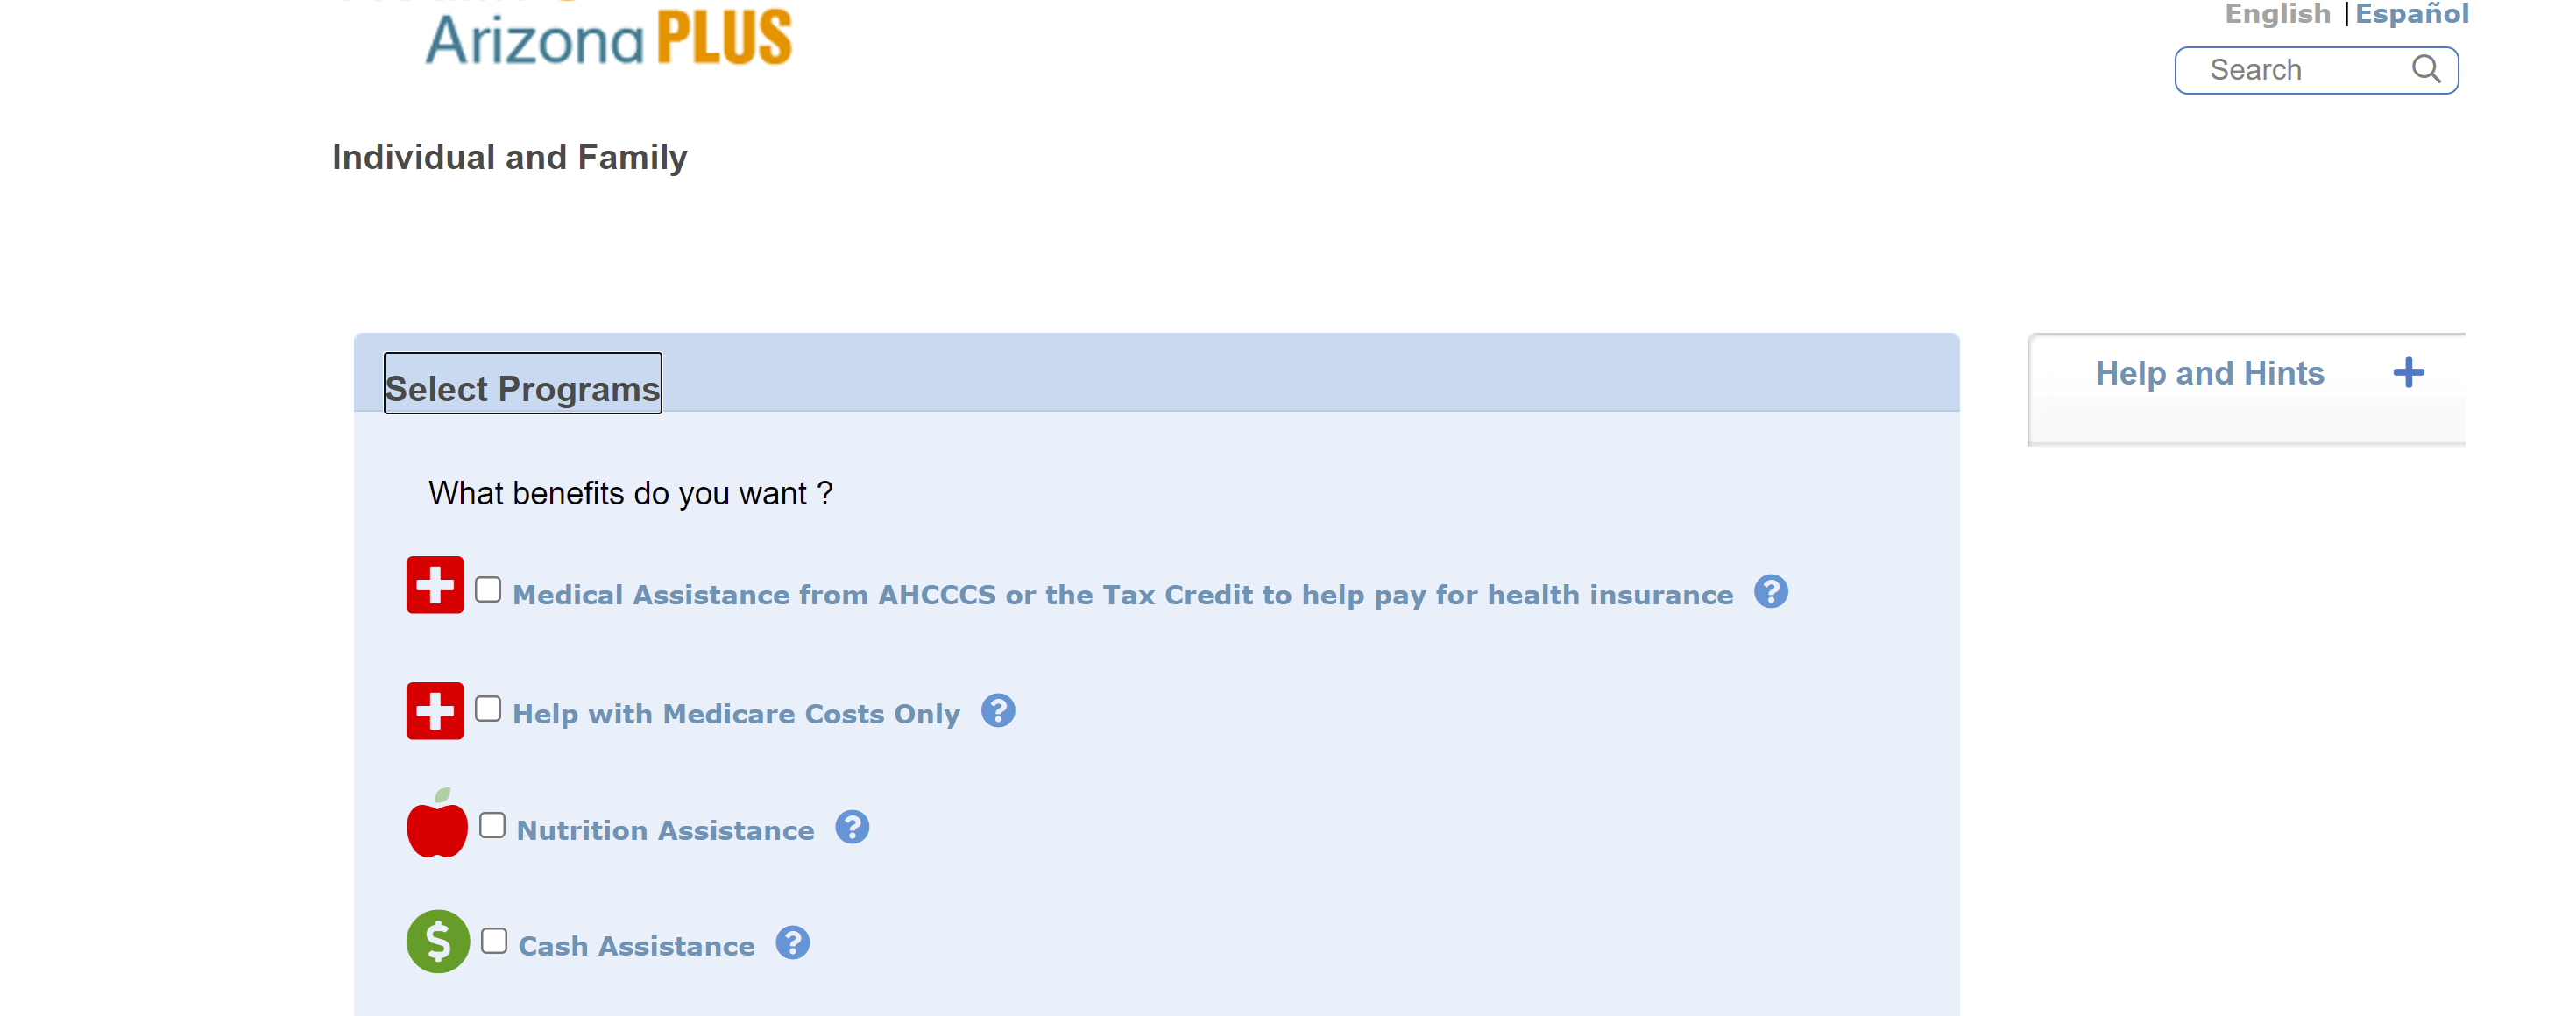 Arizona PLUS
English | Español
Search
Individual and Family
Select Programs
Help and Hints
What benefits do you want ?
Medical Assistance from AHCCCS or the Tax Credit to help pay for health insurance
Help with Medicare Costs Only
Nutrition Assistance
Cash Assistance